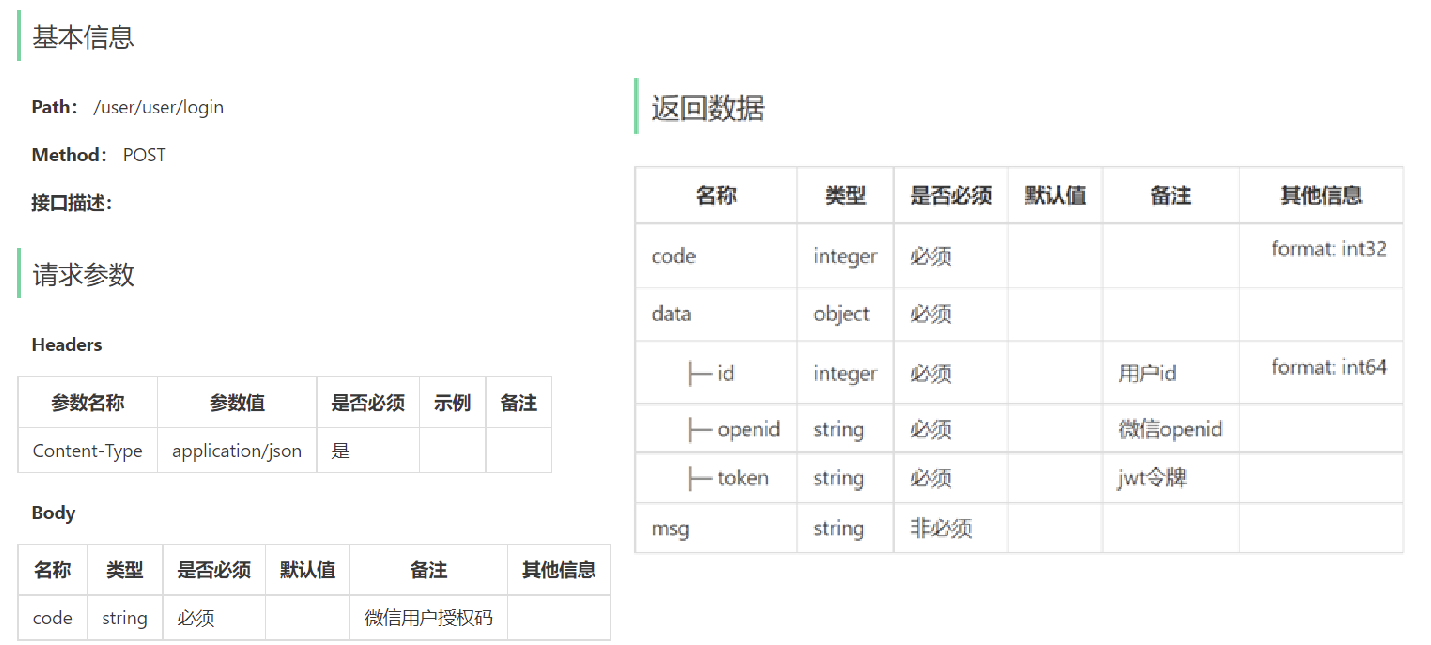 基本信息
Path： /user/user/login
Method： POST
接口描述：
请求参数
Headers
参数名称 参数值 是否必须 示例 备注
Content-Type application/json 是
Body
名称 类型 是否必须 默认值 备注 其他信息
code string 必须 微信用户授权码
返回数据
名称 类型 是否必须 默认值 备注 其他信息
code integer 必须 format: int32
data object 必须
├─ id integer 必须 用户id format: int64
├─ openid string 必须 微信openid
├─ token string 必须 jwt令牌
msg string 非必须